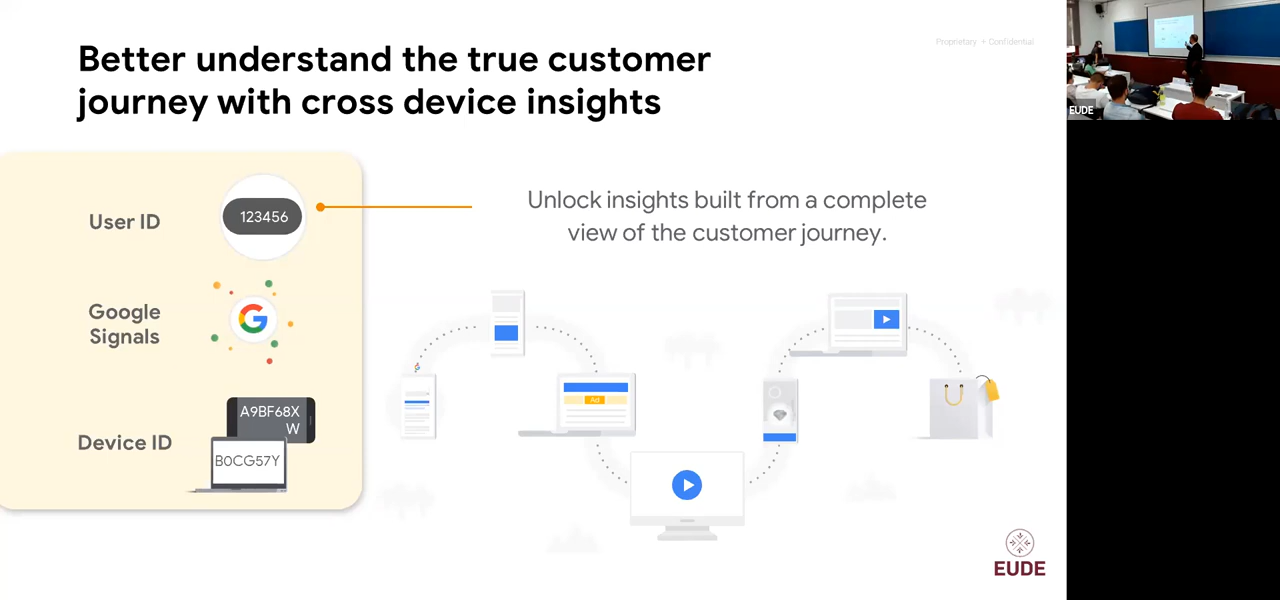 Better understand the true customer
journey with cross device insights
Proprietary + Confidential
EUDE
User ID
123456
Unlock insights built from a complete
view of the customer journey.
Google
Signals
G
Device ID
A9BF68X
W
B0CG57Y
Ad
EUDE